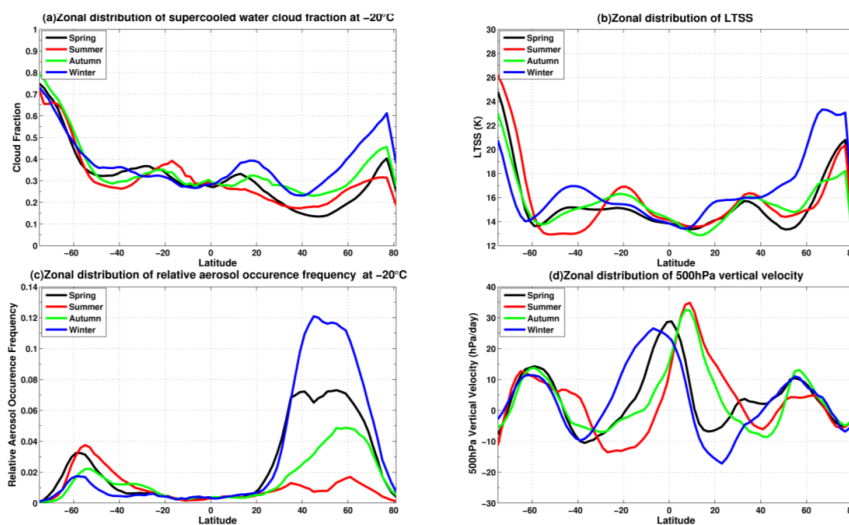 (a)Zonal distribution of supercooled water cloud fraction at −20°C
Cloud Fraction
1
0.9
0.8
0.7
0.6
0.5
0.4
0.3
0.2
0.1
0
Spring
Summer
Autumn
Winter
−60 −40 −20 0 20 40 60 80
Latitude
(b)Zonal distribution of LTSS
LTSS (K)
30
28
26
24
22
20
18
16
14
12
Spring
Summer
Autumn
Winter
−60 −40 −20 0 20 40 60 80
Latitude
(c)Zonal distribution of relative aerosol occurence frequency at −20°C
Relative Aerosol Occurence Frequency
0.14
0.12
0.1
0.08
0.06
0.04
0.02
0
Spring
Summer
Autumn
Winter
−60 −40 −20 0 20 40 60 80
Latitude
(d)Zonal distribution of 500hPa vertical velocity
500hPa Vertical Velocity (hPa/day)
40
30
20
10
0
−10
−20
−30
Spring
Summer
Autumn
Winter
−60 −40 −20 0 20 40 60
Latitude